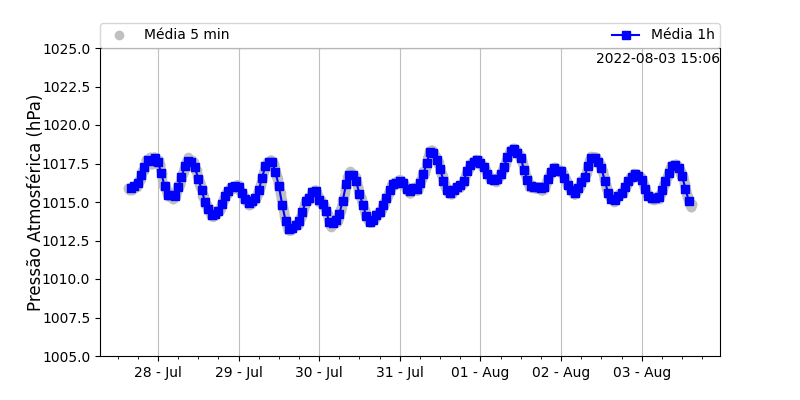 Média 5 min
Média 1h
2022-08-03 15:06
Pressão Atmosférica (hPa)
1025.0
1022.5
1020.0
1017.5
1015.0
1012.5
1010.0
1007.5
1005.0
28 - Jul 29 - Jul 30 - Jul 31 - Jul 01 - Aug 02 - Aug 03 - Aug